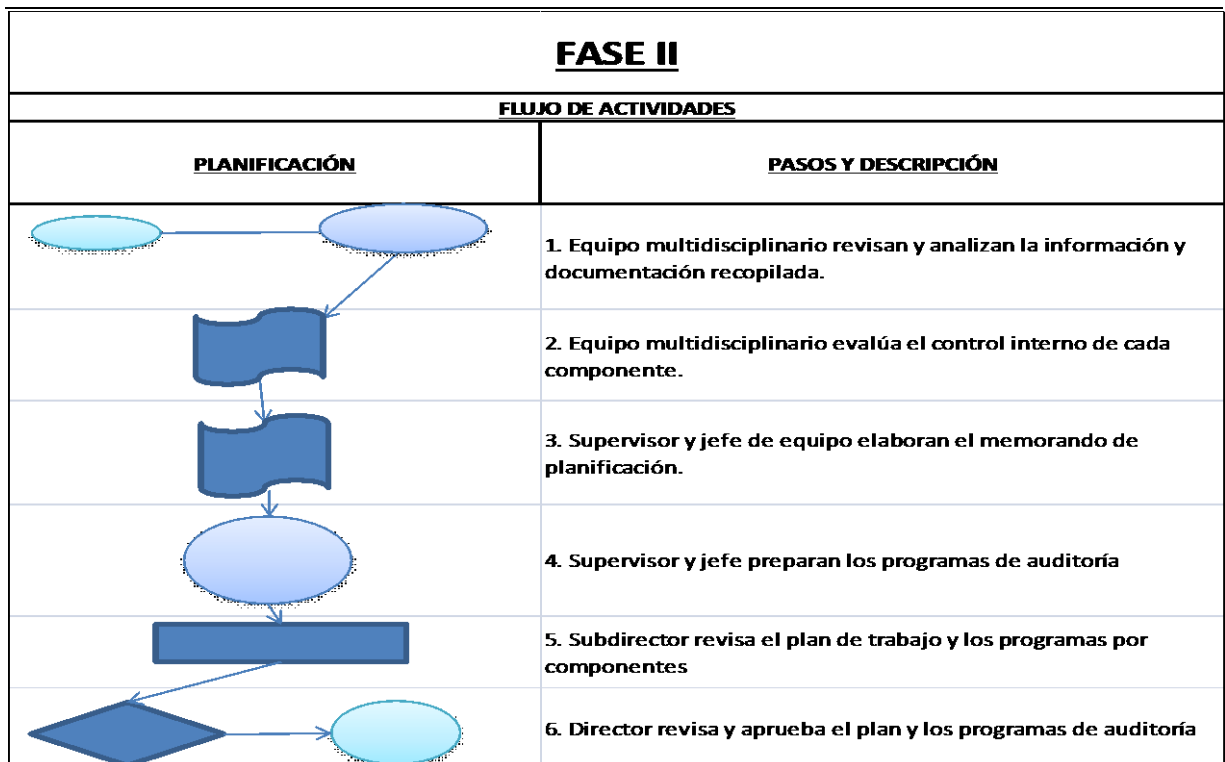 FASE II
FLUJO DE ACTIVIDADES
PLANIFICACIÓN
PASOS Y DESCRIPCIÓN
1. Equipo multidisciplinario revisan y analizan la información y
documentación recopilada.
2. Equipo multidisciplinario evalúa el control interno de cada
componente.
3. Supervisor y jefe de equipo elaboran el memorando de
planificación.
4. Supervisor y jefe preparan los programas de auditoría
5. Subdirector revisa el plan de trabajo y los programas por
componentes
6. Director revisa y aprueba el plan y los programas de auditoría